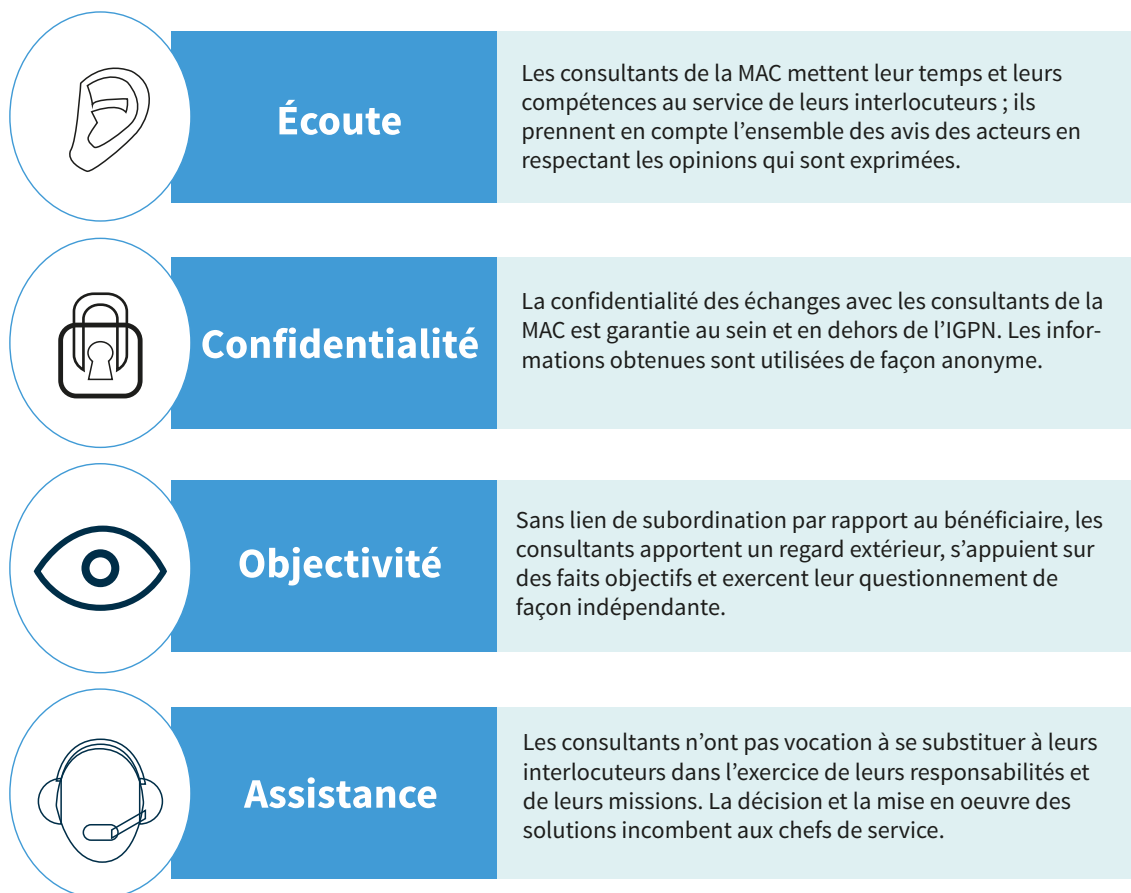 Écoute
Les consultants de la MAC mettent leur temps et leurs
compétences au service de leurs interlocuteurs ; ils
prennent en compte l’ensemble des avis des acteurs en
respectant les opinions qui sont exprimées.
Confidentialité
La confidentialité des échanges avec les consultants de la
MAC est garantie au sein et en dehors de l’IGPN. Les infor-
mations obtenues sont utilisées de façon anonyme.
Objectivité
Sans lien de subordination par rapport au bénéficiaire, les
consultants apportent un regard extérieur, s’appuient sur
des faits objectifs et exercent leur questionnement de
façon indépendante.
Assistance
Les consultants n’ont pas vocation à se substituer à leurs
interlocuteurs dans l’exercice de leurs responsabilités et
de leurs missions. La décision et la mise en oeuvre des
solutions incombent aux chefs de service.